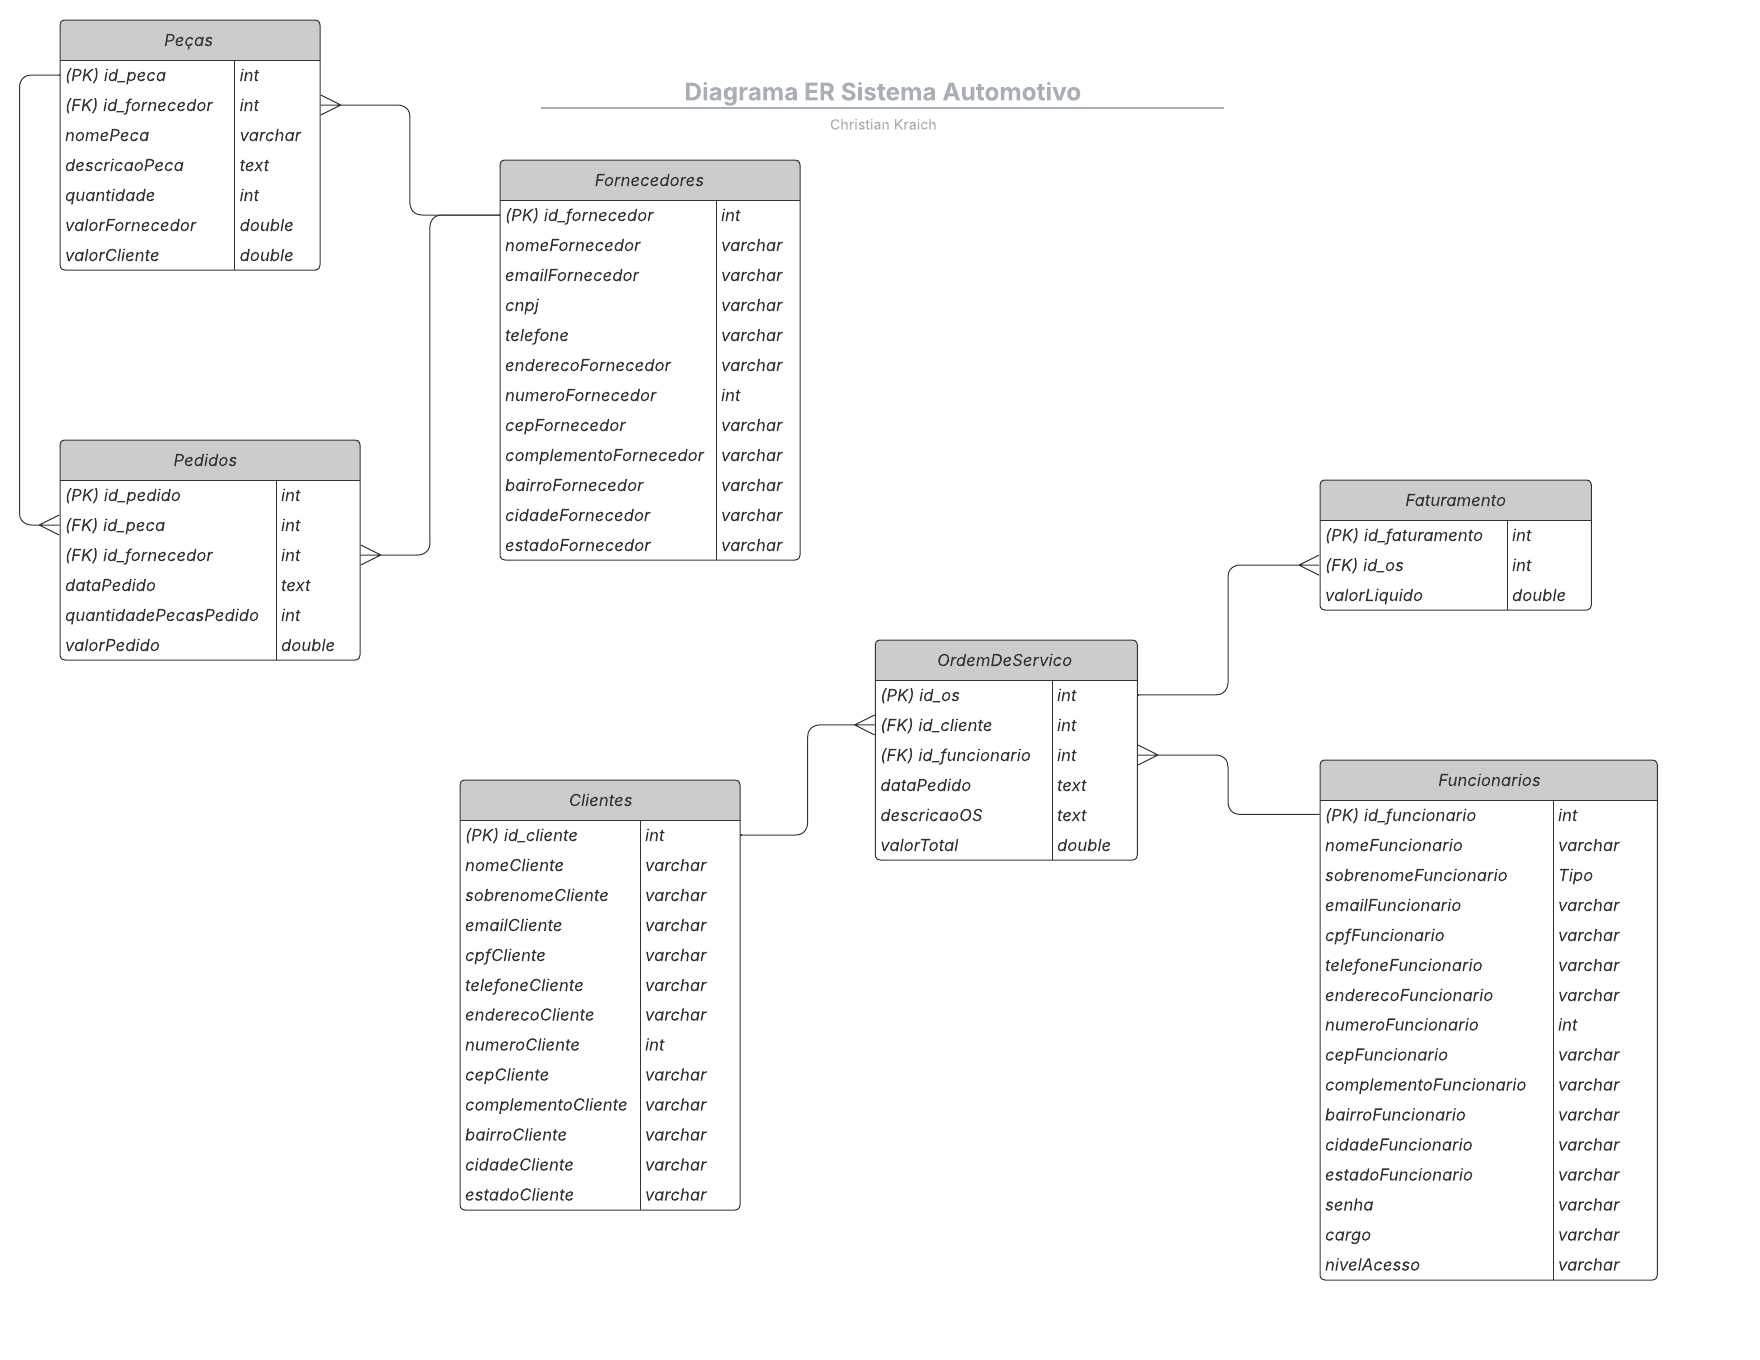 Diagrama ER Sistema Automotivo
Christian Kraich
Peças
(PK) id_peca int
(FK) id_fornecedor int
nomePeca varchar
descricaoPeca text
quantidade int
valorFornecedor double
valorCliente double
Fornecedores
(PK) id_fornecedor int
nomeFornecedor varchar
emailFornecedor varchar
cnpj varchar
telefone varchar
enderecoFornecedor varchar
numeroFornecedor int
cepFornecedor varchar
complementoFornecedor varchar
bairroFornecedor varchar
cidadeFornecedor varchar
estadoFornecedor varchar
Pedidos
(PK) id_pedido int
(FK) id_peca int
(FK) id_fornecedor int
dataPedido text
quantidadePecasPedido int
valorPedido double
Faturamento
(PK) id_faturamento int
(FK) id_os int
valorLiquido double
OrdemDeServico
(PK) id_os int
(FK) id_cliente int
(FK) id_funcionario int
dataPedido text
descricaoOS text
valorTotal double
Clientes
(PK) id_cliente int
nomeCliente varchar
sobrenomeCliente varchar
emailCliente varchar
cpfCliente varchar
telefoneCliente varchar
enderecoCliente varchar
numeroCliente int
cepCliente varchar
complementoCliente varchar
bairroCliente varchar
cidadeCliente varchar
estadoCliente varchar
Funcionarios
(PK) id_funcionario int
nomeFuncionario varchar
sobrenomeFuncionario Tipo
emailFuncionario varchar
cpfFuncionario varchar
telefoneFuncionario varchar
enderecoFuncionario varchar
numeroFuncionario int
cepFuncionario varchar
complementoFuncionario varchar
bairroFuncionario varchar
cidadeFuncionario varchar
estadoFuncionario varchar
senha varchar
cargo varchar
nivelAcesso varchar